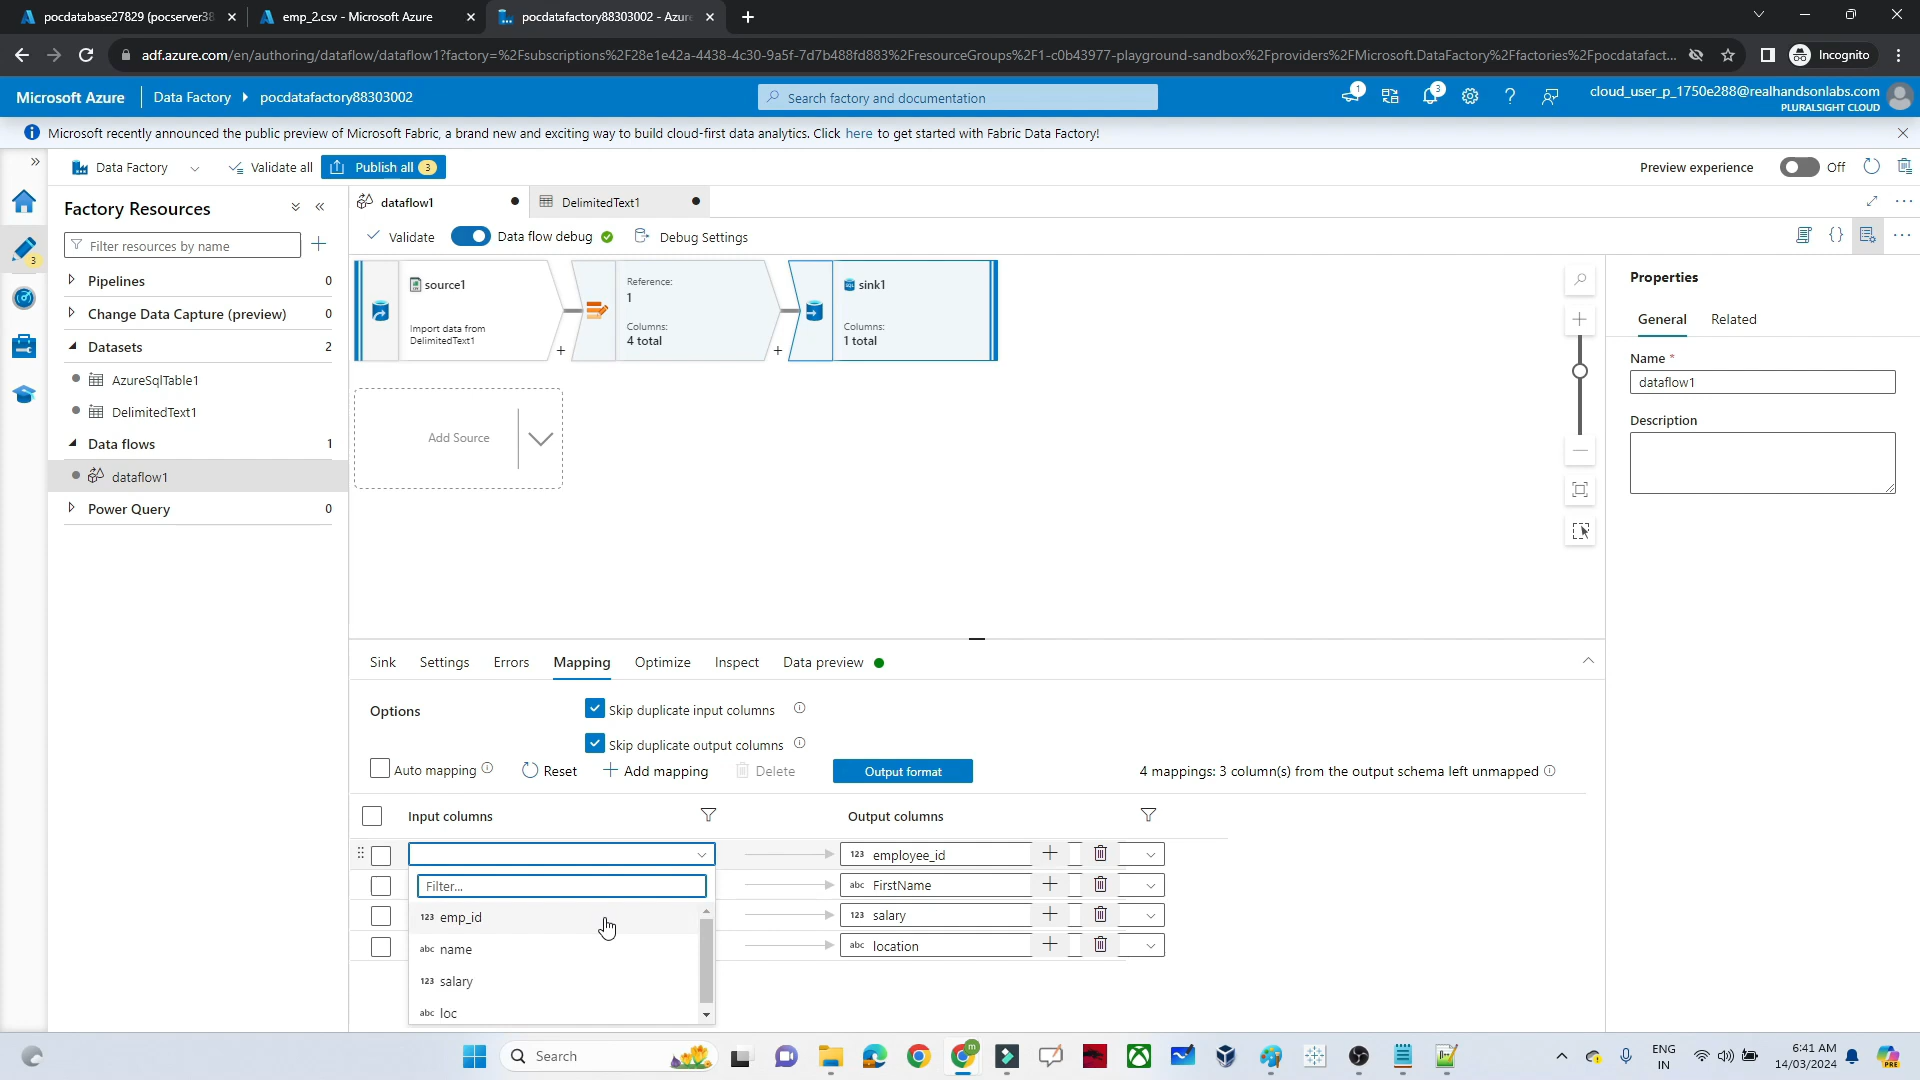 pocdatabase27829 (pocserver38
emp_2.csv - Microsoft Azure
pocdatafactory88303002 - Azur
adf.azure.com/en/authoring/dataflow/dataflow1?factory=%2Fsubscriptions%2F28e1e42a-4438-4c30-9a5f-7d7b488fd883%2FresourceGroups%2F1-c0b43977-playground-sandbox%2Fproviders%2FMicrosoft.DataFactory%2Ffactories%2Fpocdatafact...
Incognito
Microsoft Azure
Data Factory
pocdatafactory88303002
Search factory and documentation
1
3
cloud_user_p_1750e288@realhandsonlabs.com
PLURALSIGHT CLOUD
Microsoft recently announced the public preview of Microsoft Fabric, a brand new and exciting way to build cloud-first data analytics. Click here to get started with Fabric Data Factory!
Data Factory
Validate all
Publish all 3
Preview experience
Off
Factory Resources
Filter resources by name
3
Pipelines 0
Change Data Capture (preview) 0
Datasets 2
AzureSqlTable1
DelimitedText1
Data flows 1
dataflow1
Power Query 0
dataflow1
DelimitedText1
Validate
Data flow debug
Debug Settings
source1
Import data from
DelimitedText1
Reference:
1
Columns:
4 total
sink1
Columns:
1 total
Add Source
Properties
General
Related
Name *
dataflow1
Description
Sink
Settings
Errors
Mapping
Optimize
Inspect
Data preview
Options
Skip duplicate input columns
Skip duplicate output columns
Auto mapping
Reset
Add mapping
Delete
Output format
4 mappings: 3 column(s) from the output schema left unmapped
Input columns
Output columns
123 employee_id
Filter...
abc FirstName
123 emp_id
123 salary
abc name
abc location
123 salary
abc loc
Search
ENG
IN
6:41 AM
14/03/2024
PRE